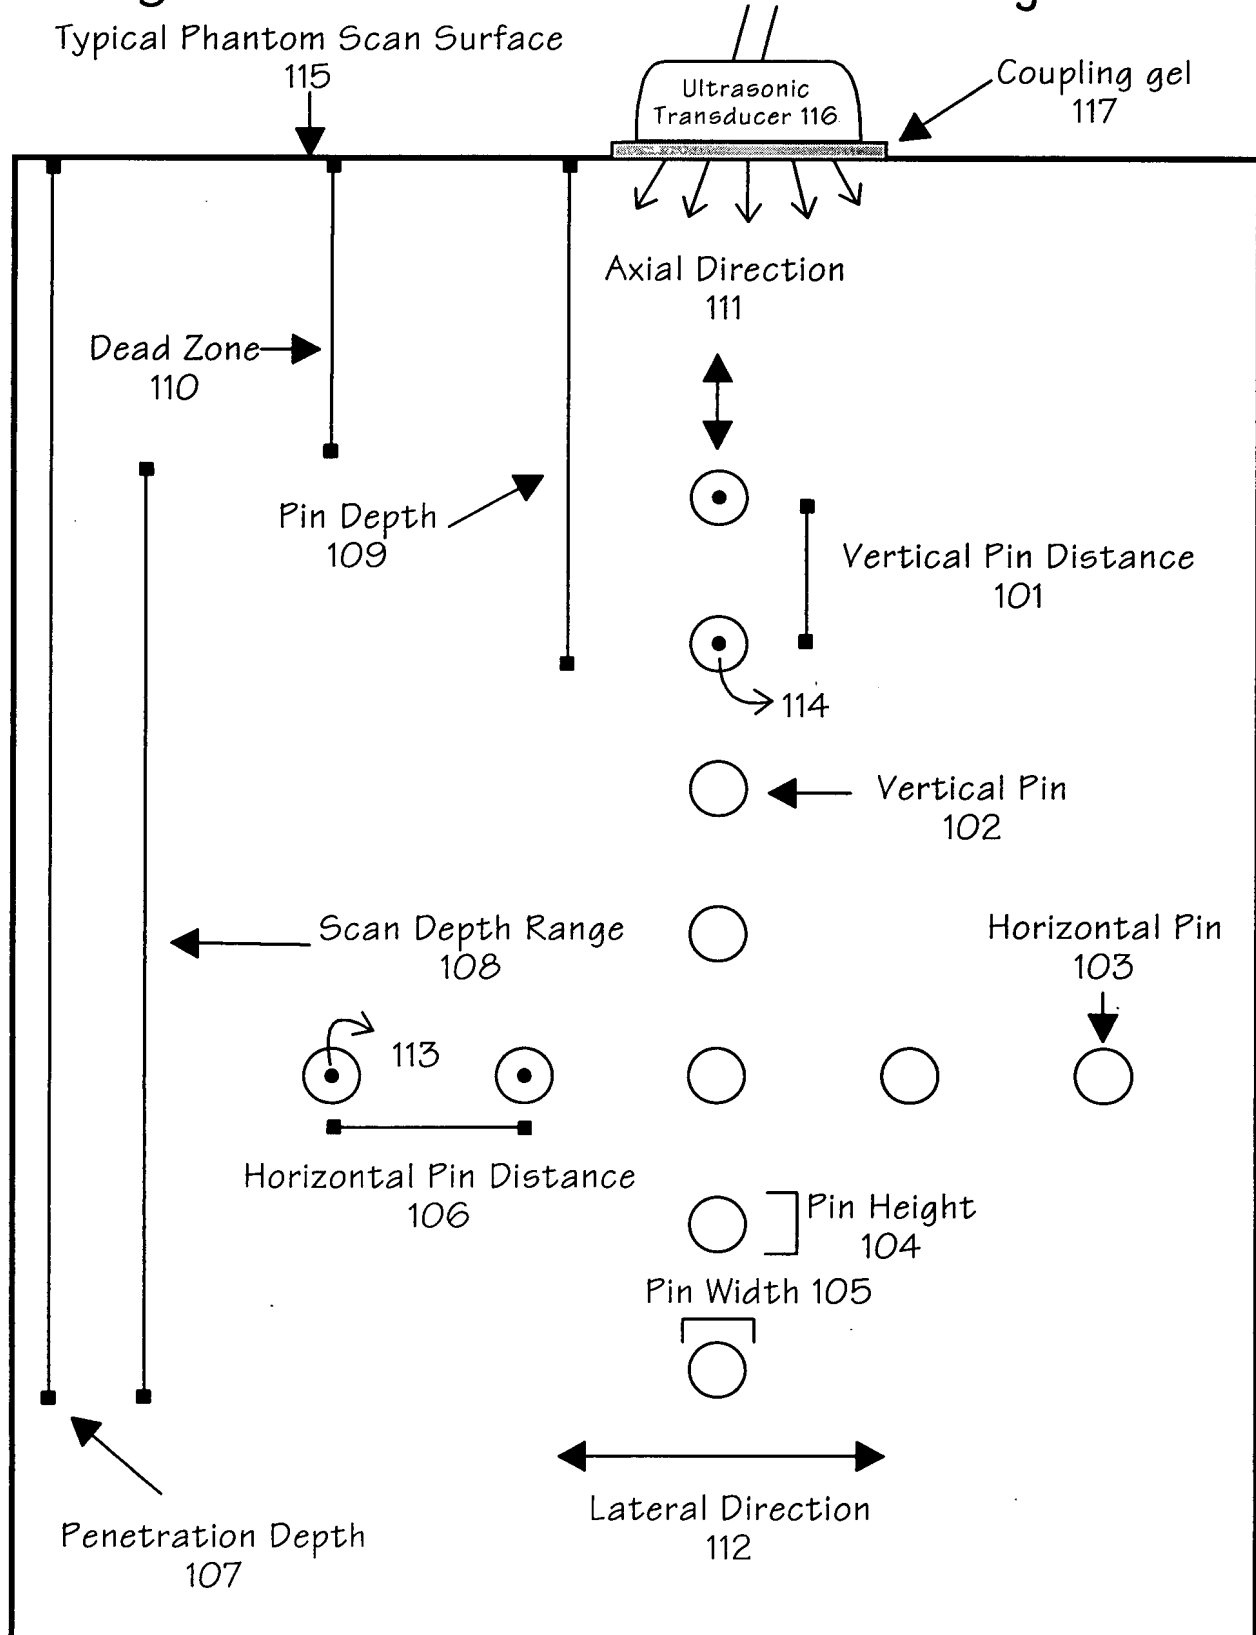 Typical Phantom Scan Surface
115
Ultrasonic
Transducer 116
Coupling gel
117
Axial Direction
111
Dead Zone
110
Pin Depth
109
Vertical Pin Distance
101
114
Vertical Pin
102
Scan Depth Range
108
Horizontal Pin
103
113
Horizontal Pin Distance
106
Pin Height
104
Pin Width 105
Lateral Direction
112
Penetration Depth
107